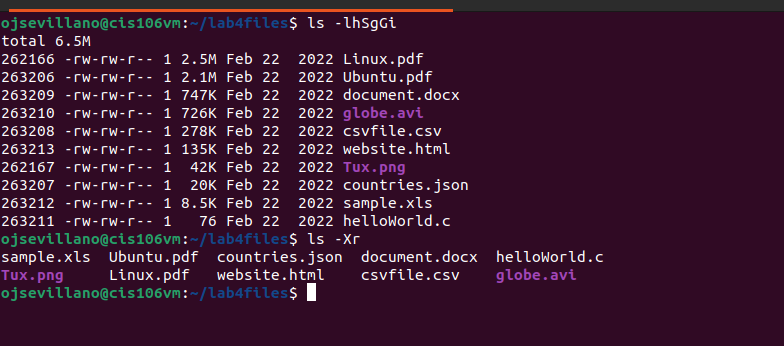 ojsevillano@cis106vm:~/lab4files$ ls -lhSgGi
total 6.5M
262166 -rw-rw-r-- 1 2.5M Feb 22  2022 Linux.pdf
263206 -rw-rw-r-- 1 2.1M Feb 22  2022 Ubuntu.pdf
263209 -rw-rw-r-- 1 747K Feb 22  2022 document.docx
263210 -rw-rw-r-- 1 726K Feb 22  2022 globe.avi
263208 -rw-rw-r-- 1 278K Feb 22  2022 csvfile.csv
263213 -rw-rw-r-- 1 135K Feb 22  2022 website.html
262167 -rw-rw-r-- 1  42K Feb 22  2022 Tux.png
263207 -rw-rw-r-- 1  20K Feb 22  2022 countries.json
263212 -rw-rw-r-- 1 8.5K Feb 22  2022 sample.xls
263211 -rw-rw-r-- 1   76 Feb 22  2022 helloWorld.c
ojsevillano@cis106vm:~/lab4files$ ls -Xr
sample.xls  Ubuntu.pdf  countries.json  document.docx  helloWorld.c
Tux.png     Linux.pdf   website.html    csvfile.csv    globe.avi
ojsevillano@cis106vm:~/lab4files$